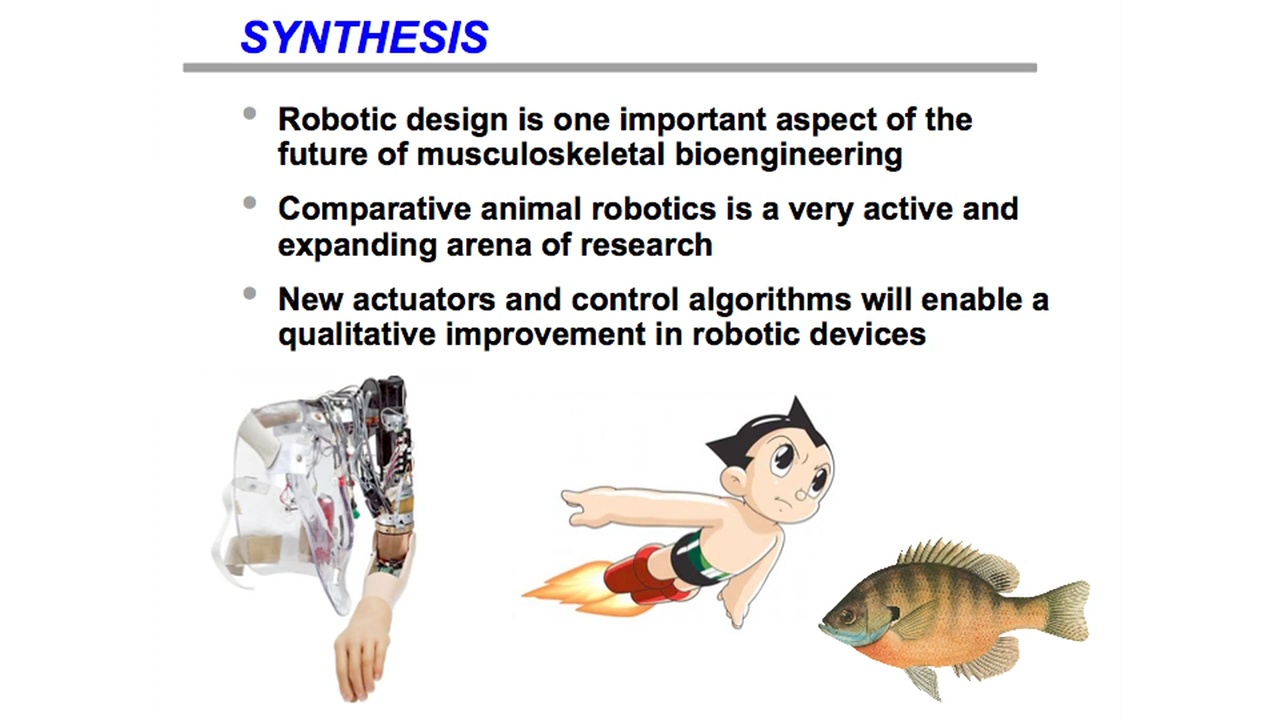 SYNTHESIS
• Robotic design is one important aspect of the
future of musculoskeletal bioengineering
• Comparative animal robotics is a very active and
expanding arena of research
• New actuators and control algorithms will enable a
qualitative improvement in robotic devices